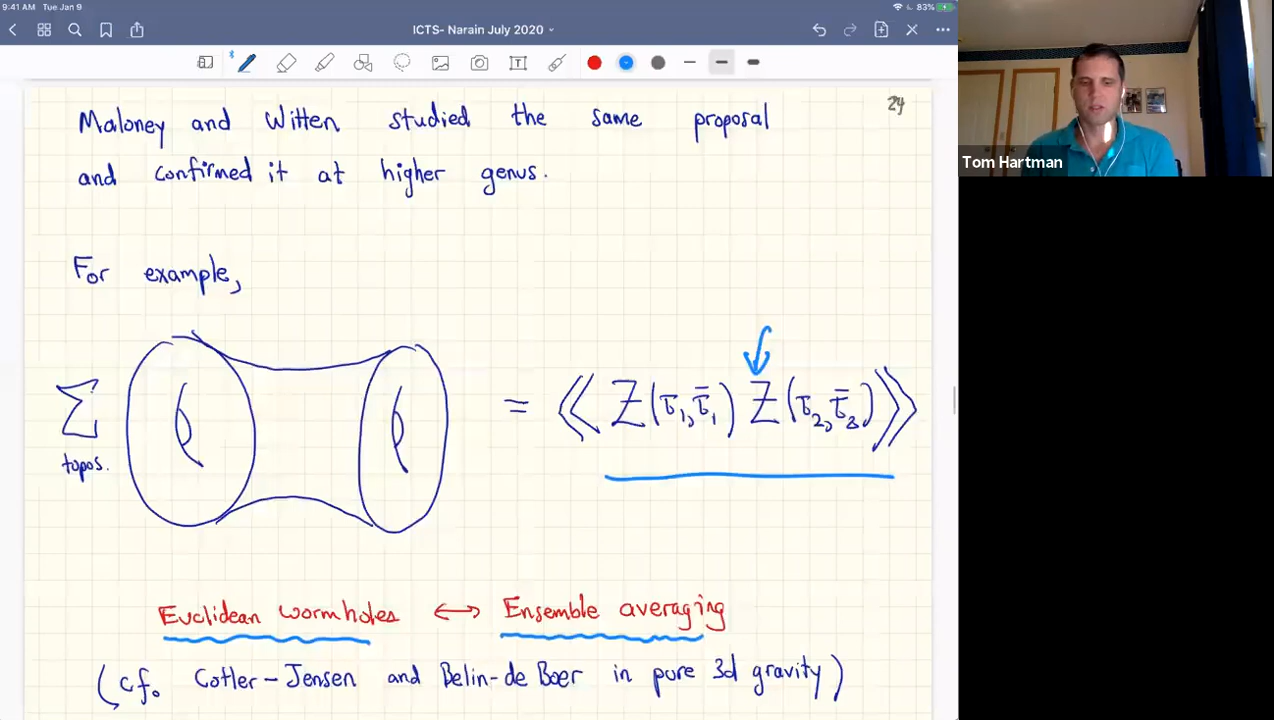 9:41 AM Tue Jan 9
83%
ICTS- Narain July 2020
24
Maloney and Witten studied the same proposal
and confirmed it at higher genus.
For example,
Σ topos. = ⟪ Z(τ₁,τ̄₁) Z(τ₂,τ̄₂) ⟫
Euclidean wormholes ↔ Ensemble averaging
(cf. Cotler-Jensen and Belin-de Boer in pure 3d gravity)
Tom Hartman